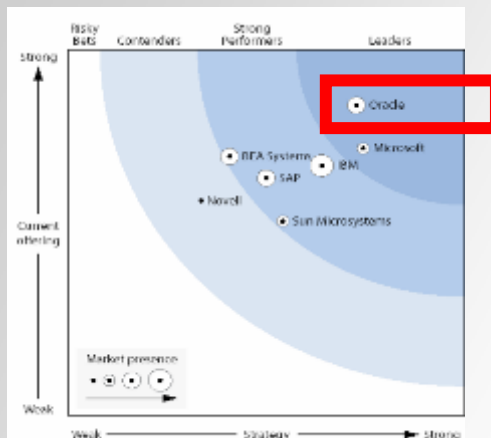 Risky Bets
Contenders
Strong Performers
Leaders
Strong
Oracle
Microsoft
BEA Systems
IBM
SAP
Novell
Sun Microsystems
Current offering
Market presence
Weak
Weak
Strategy
Strong